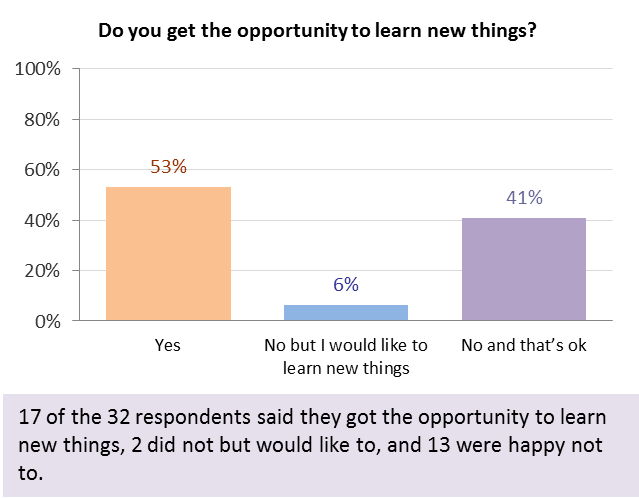 Do you get the opportunity to learn new things?
100%
80%
60%
40%
20%
0%
53%
6%
41%
Yes
No but I would like to
learn new things
No and that's ok
17 of the 32 respondents said they got the opportunity to learn
new things, 2 did not but would like to, and 13 were happy not
to.